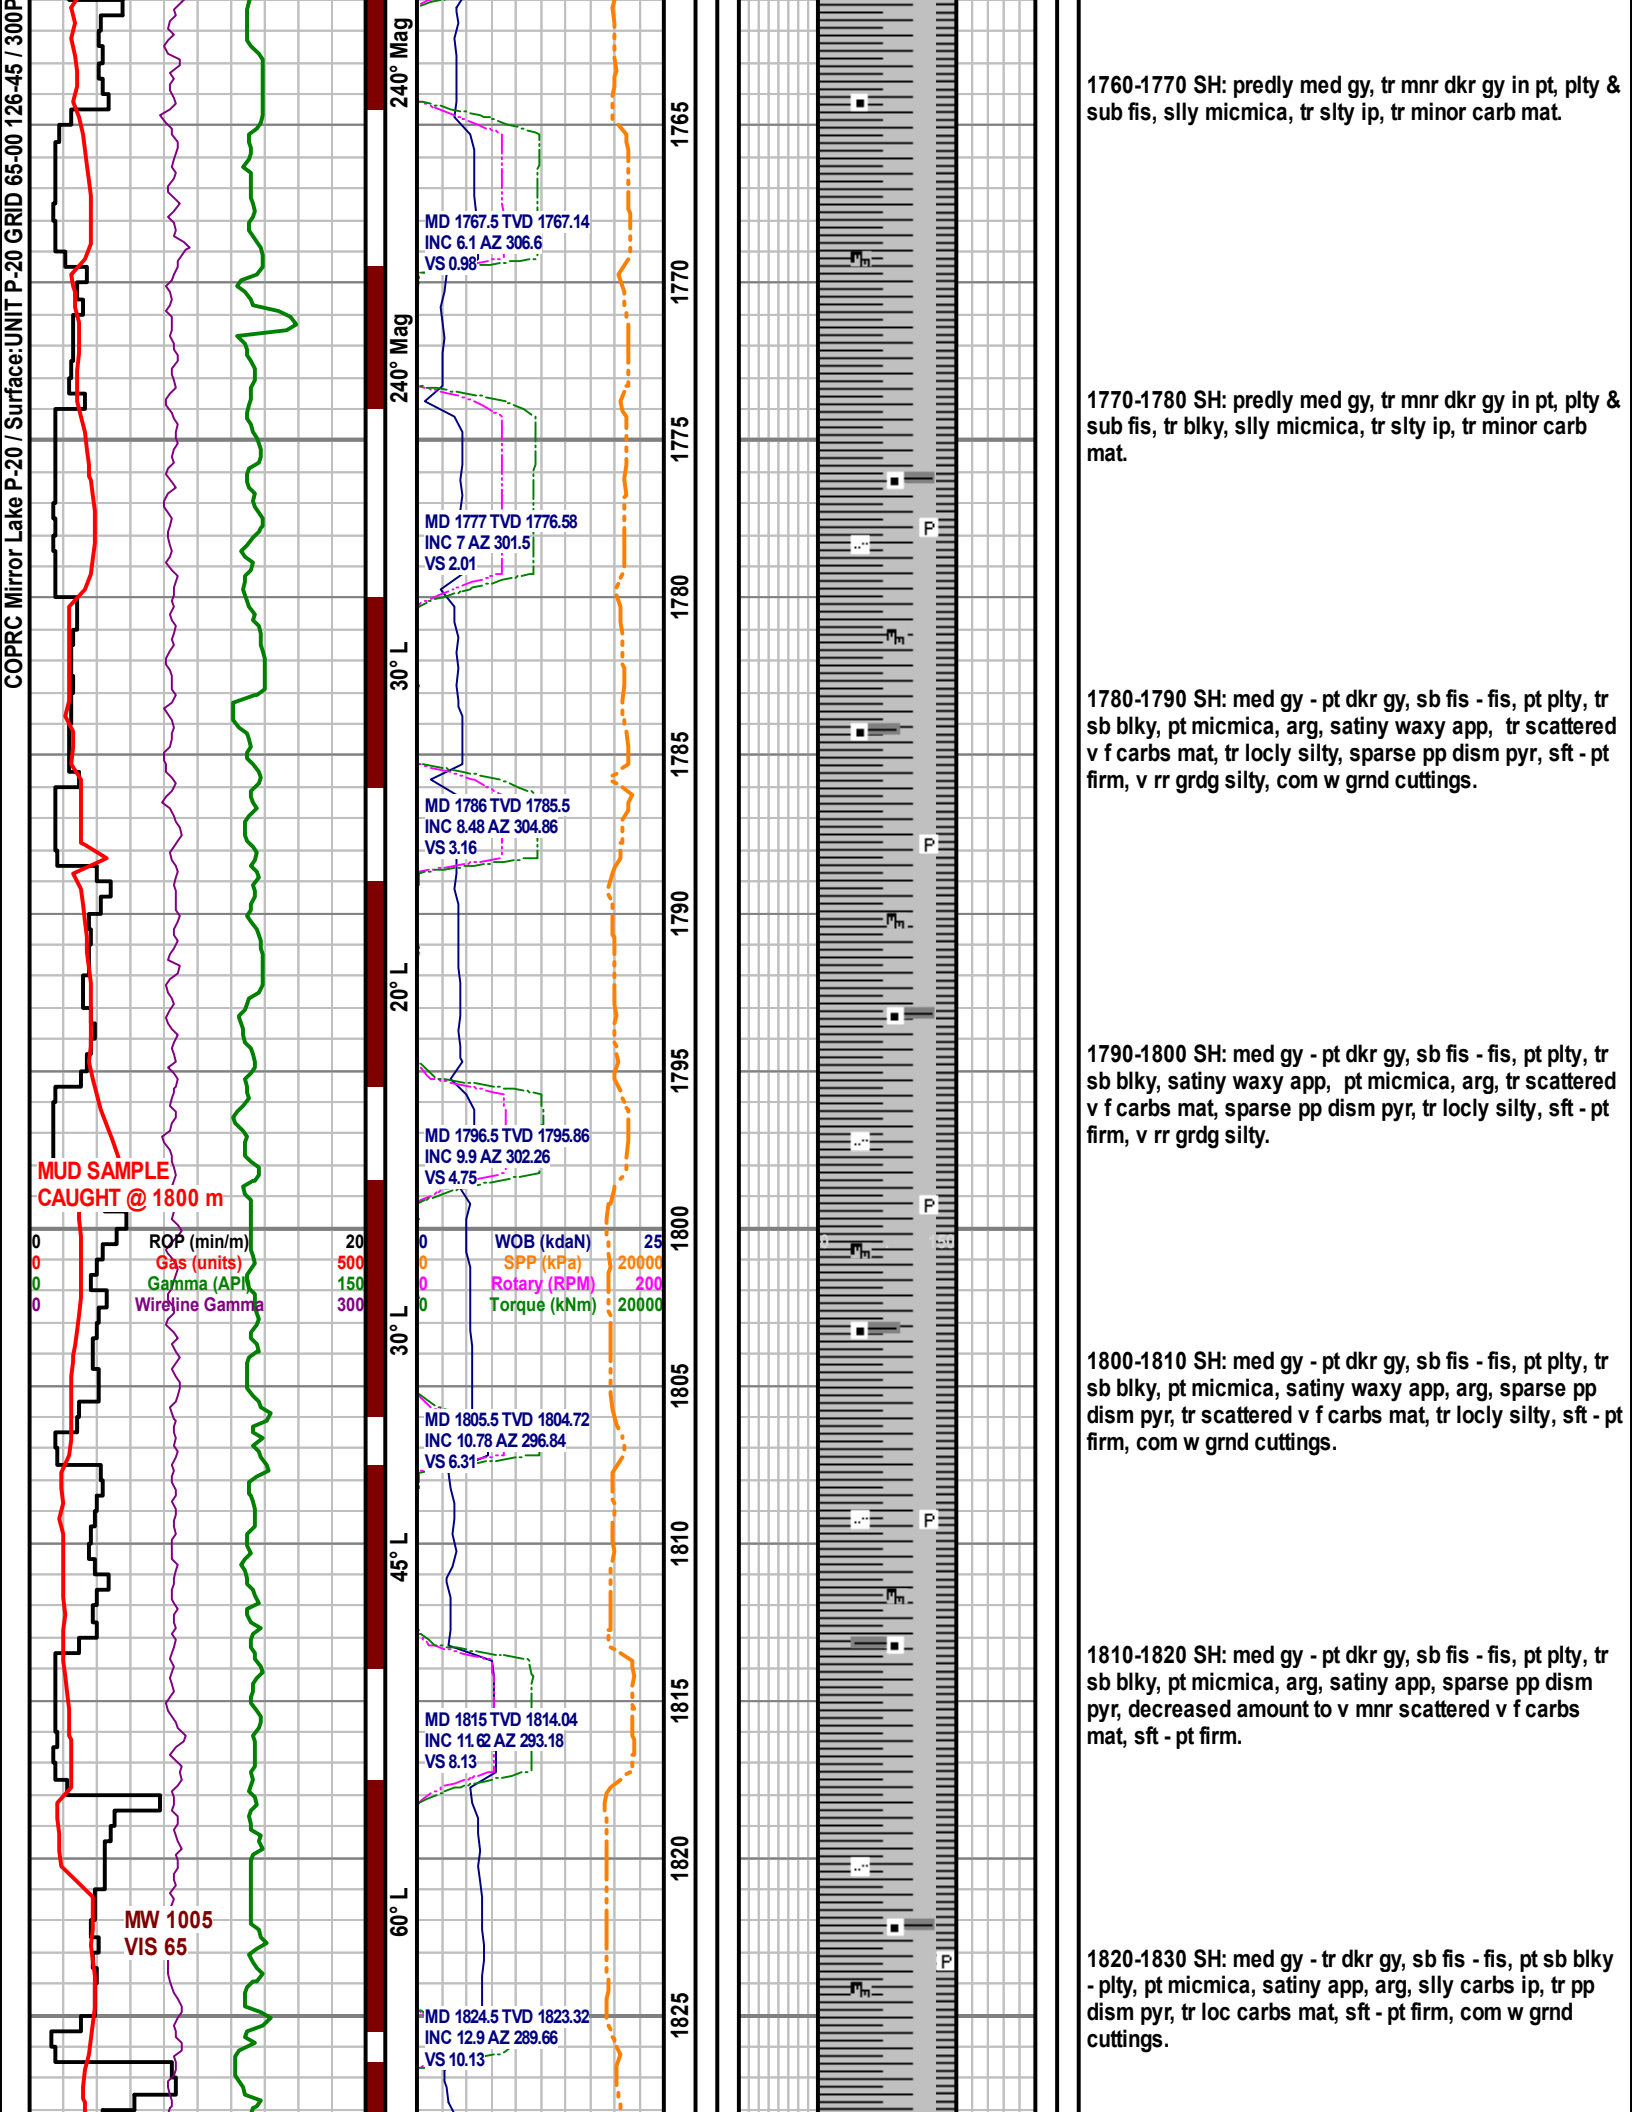 COPRC Mirror Lake P-20 / Surface:UNIT P-20 GRID 65-00 126-45 / 300P
240° Mag
240° Mag
30° L
20° L
30° L
45° L
60° L
MUD SAMPLE
CAUGHT @ 1800 m
0 ROP (min/m) 20
0 Gas (units) 500
0 Gamma (API) 150
0 Wireline Gamma 300
MW 1005
VIS 65
MD 1767.5 TVD 1767.14
INC 6.1 AZ 306.6
VS 0.98
MD 1777 TVD 1776.58
INC 7 AZ 301.5
VS 2.01
MD 1786 TVD 1785.5
INC 8.48 AZ 304.86
VS 3.16
MD 1796.5 TVD 1795.86
INC 9.9 AZ 302.26
VS 4.75
0 WOB (kdaN) 25
0 SPP (kPa) 20000
0 Rotary (RPM) 200
0 Torque (kNm) 20000
MD 1805.5 TVD 1804.72
INC 10.78 AZ 296.84
VS 6.31
MD 1815 TVD 1814.04
INC 11.62 AZ 293.18
VS 8.13
MD 1824.5 TVD 1823.32
INC 12.9 AZ 289.66
VS 10.13
1765
1770
1775
1780
1785
1790
1795
1800
1805
1810
1815
1820
1825
P
P
P
0 150
P
P
1760-1770 SH: predly med gy, tr mnr dkr gy in pt, plty &
sub fis, slly micmica, tr slty ip, tr minor carb mat.
1770-1780 SH: predly med gy, tr mnr dkr gy in pt, plty &
sub fis, tr blky, slly micmica, tr slty ip, tr minor carb
mat.
1780-1790 SH: med gy - pt dkr gy, sb fis - fis, pt plty, tr
sb blky, pt micmica, arg, satiny waxy app, tr scattered
v f carbs mat, tr locly silty, sparse pp dism pyr, sft - pt
firm, v rr grdg silty, com w grnd cuttings.
1790-1800 SH: med gy - pt dkr gy, sb fis - fis, pt plty, tr
sb blky, satiny waxy app, pt micmica, arg, tr scattered
v f carbs mat, sparse pp dism pyr, tr locly silty, sft - pt
firm, v rr grdg silty.
1800-1810 SH: med gy - pt dkr gy, sb fis - fis, pt plty, tr
sb blky, pt micmica, satiny waxy app, arg, sparse pp
dism pyr, tr scattered v f carbs mat, tr locly silty, sft - pt
firm, com w grnd cuttings.
1810-1820 SH: med gy - pt dkr gy, sb fis - fis, pt plty, tr
sb blky, pt micmica, arg, satiny app, sparse pp dism
pyr, decreased amount to v mnr scattered v f carbs
mat, sft - pt firm.
1820-1830 SH: med gy - tr dkr gy, sb fis - fis, pt sb blky
- plty, pt micmica, satiny app, arg, slly carbs ip, tr pp
dism pyr, tr loc carbs mat, sft - pt firm, com w grnd
cuttings.